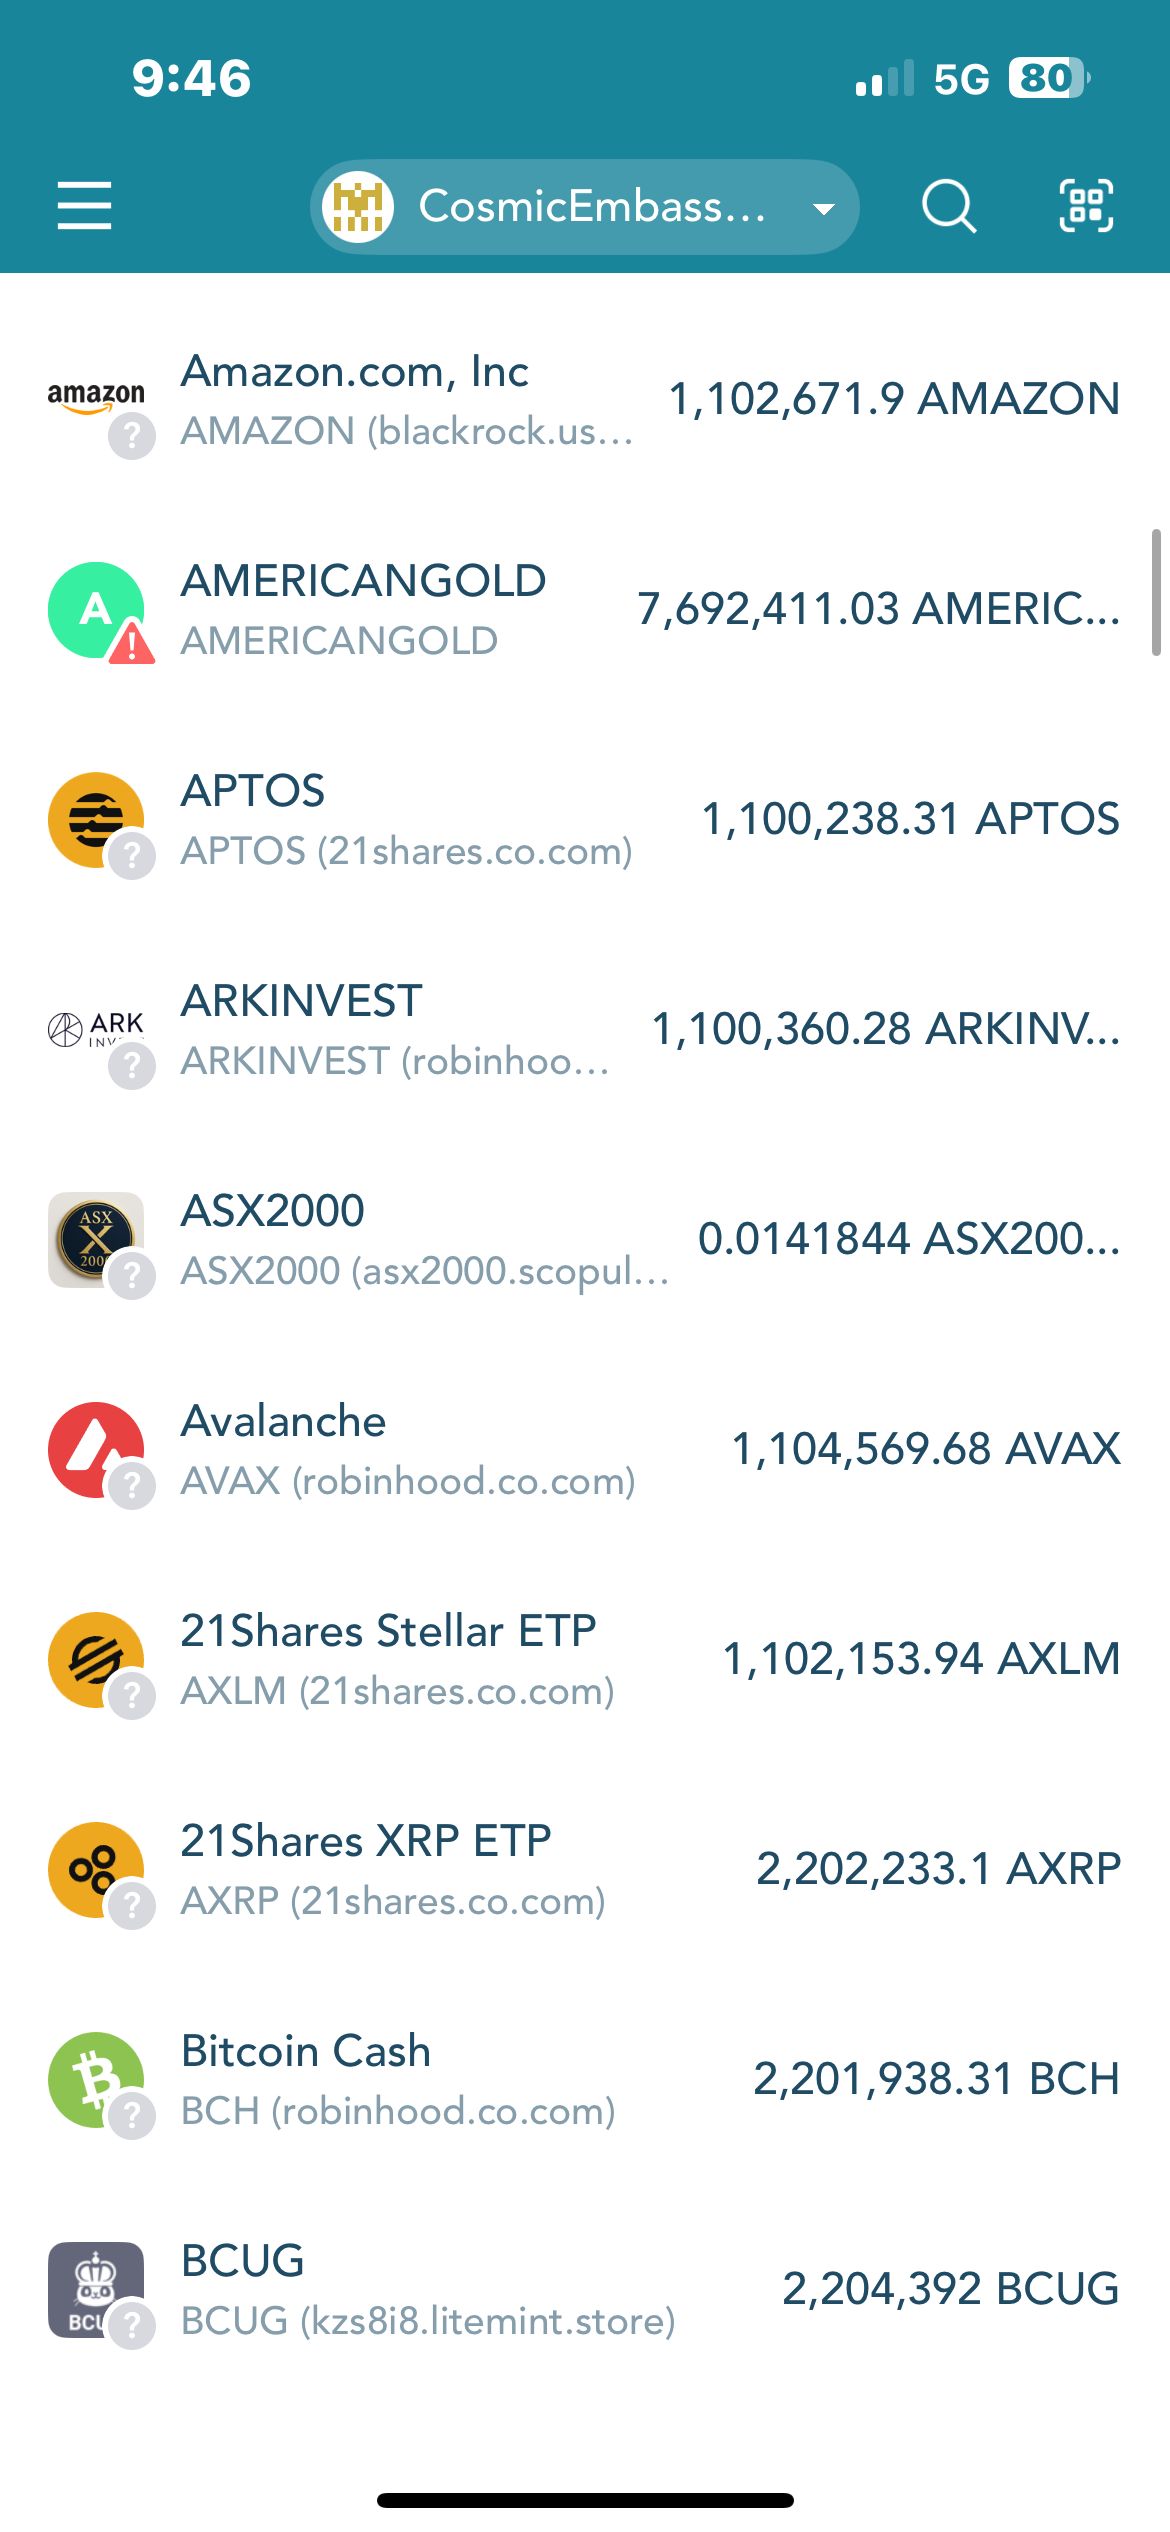 9:46
5G 80
CosmicEmbass...
amazon
Amazon.com, Inc
1,102,671.9 AMAZON
AMAZON (blackrock.us...
?
A
AMERICANGOLD
7,692,411.03 AMERIC...
AMERICANGOLD
!
APTOS
1,100,238.31 APTOS
APTOS (21shares.co.com)
?
ARK
ARKINVEST
1,100,360.28 ARKINV...
ARKINVEST (robinhoo...
?
ASX
X
ASX2000
0.0141844 ASX200...
ASX2000 (asx2000.scopul...
?
Avalanche
1,104,569.68 AVAX
AVAX (robinhood.co.com)
?
21Shares Stellar ETP
1,102,153.94 AXLM
AXLM (21shares.co.com)
?
21Shares XRP ETP
2,202,233.1 AXRP
AXRP (21shares.co.com)
?
Bitcoin Cash
2,201,938.31 BCH
BCH (robinhood.co.com)
?
BCUG
2,204,392 BCUG
BCUG (kzs8i8.litemint.store)
?